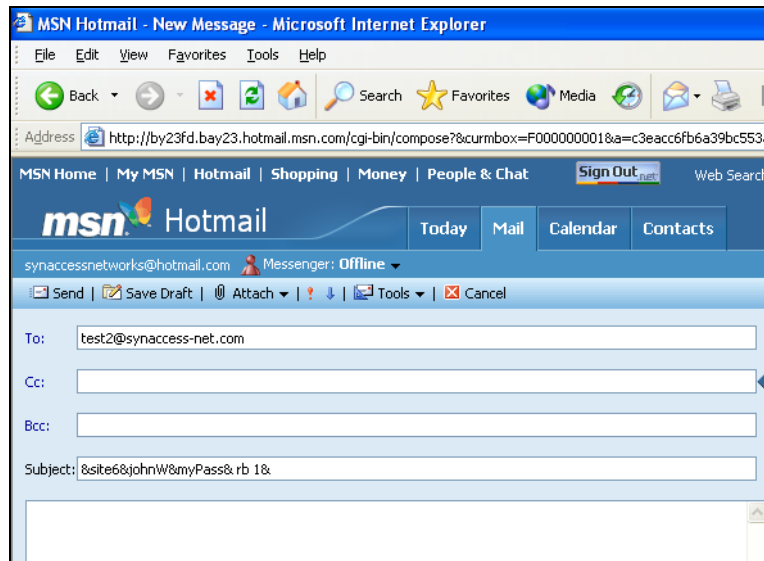 MSN Hotmail - New Message - Microsoft Internet Explorer
File Edit View Favorites Tools Help
Back Search Favorites Media
Address http://by23fd.bay23.hotmail.msn.com/cgi-bin/compose?&curmbox=F000000001&a=c3eacc6fb6a39bc553
MSN Home | My MSN | Hotmail | Shopping | Money | People & Chat Sign Out.net Web Search
msn Hotmail Today Mail Calendar Contacts
synaccessnetworks@hotmail.com Messenger: Offline
Send | Save Draft | Attach | Tools | Cancel
To: test2@synaccess-net.com
Cc:
Bcc:
Subject: &site6&johnW&myPass& rb 1&